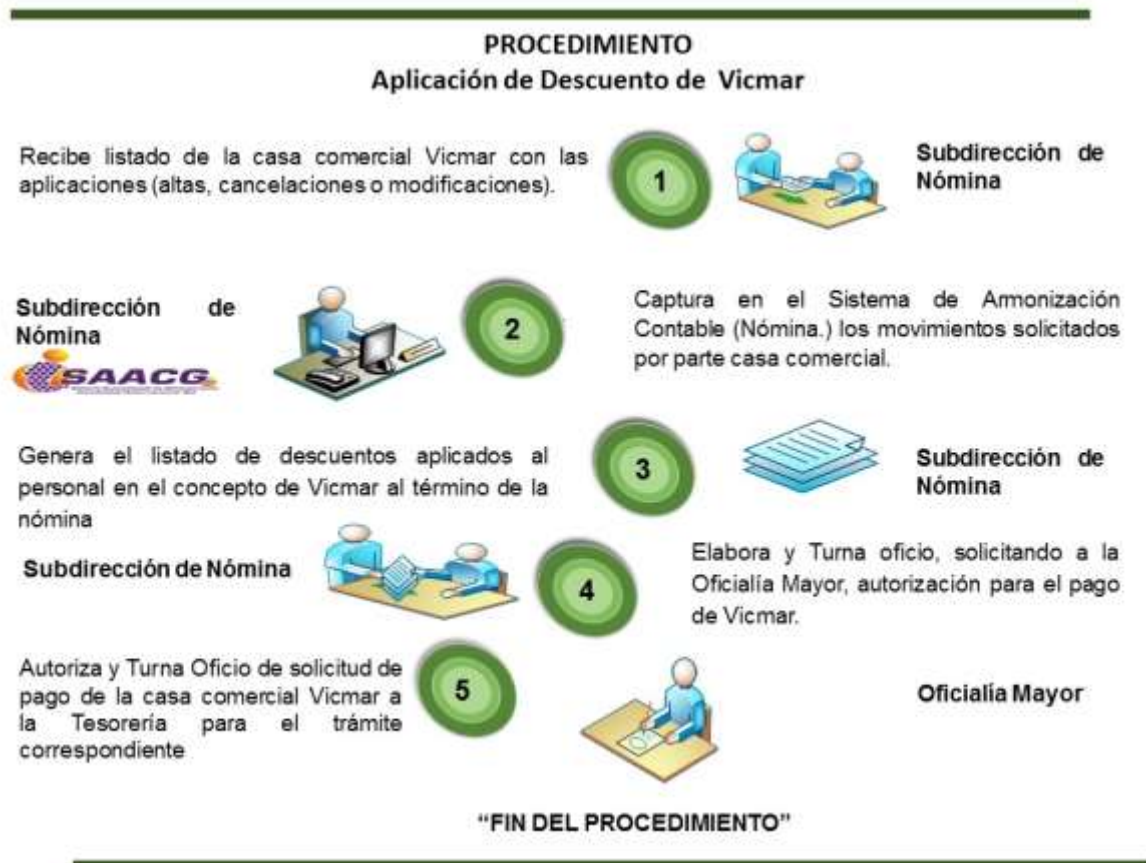 PROCEDIMIENTO
Aplicación de Descuento de Vicmar
Recibe listado de la casa comercial Vicmar con las
aplicaciones (altas, cancelaciones o modificaciones).
1
Subdirección de
Nómina
Subdirección de
Nómina
SAACG
2
Captura en el Sistema de Armonización
Contable (Nómina.) los movimientos solicitados
por parte casa comercial.
Genera el listado de descuentos aplicados al
personal en el concepto de Vicmar al término de la
nómina
3
Subdirección de
Nómina
Subdirección de Nómina
4
Elabora y Turna oficio, solicitando a la
Oficialía Mayor, autorización para el pago
de Vicmar.
Autoriza y Turna Oficio de solicitud de
pago de la casa comercial Vicmar a
la Tesorería para el trámite
correspondiente
5
Oficialía Mayor
“FIN DEL PROCEDIMIENTO”